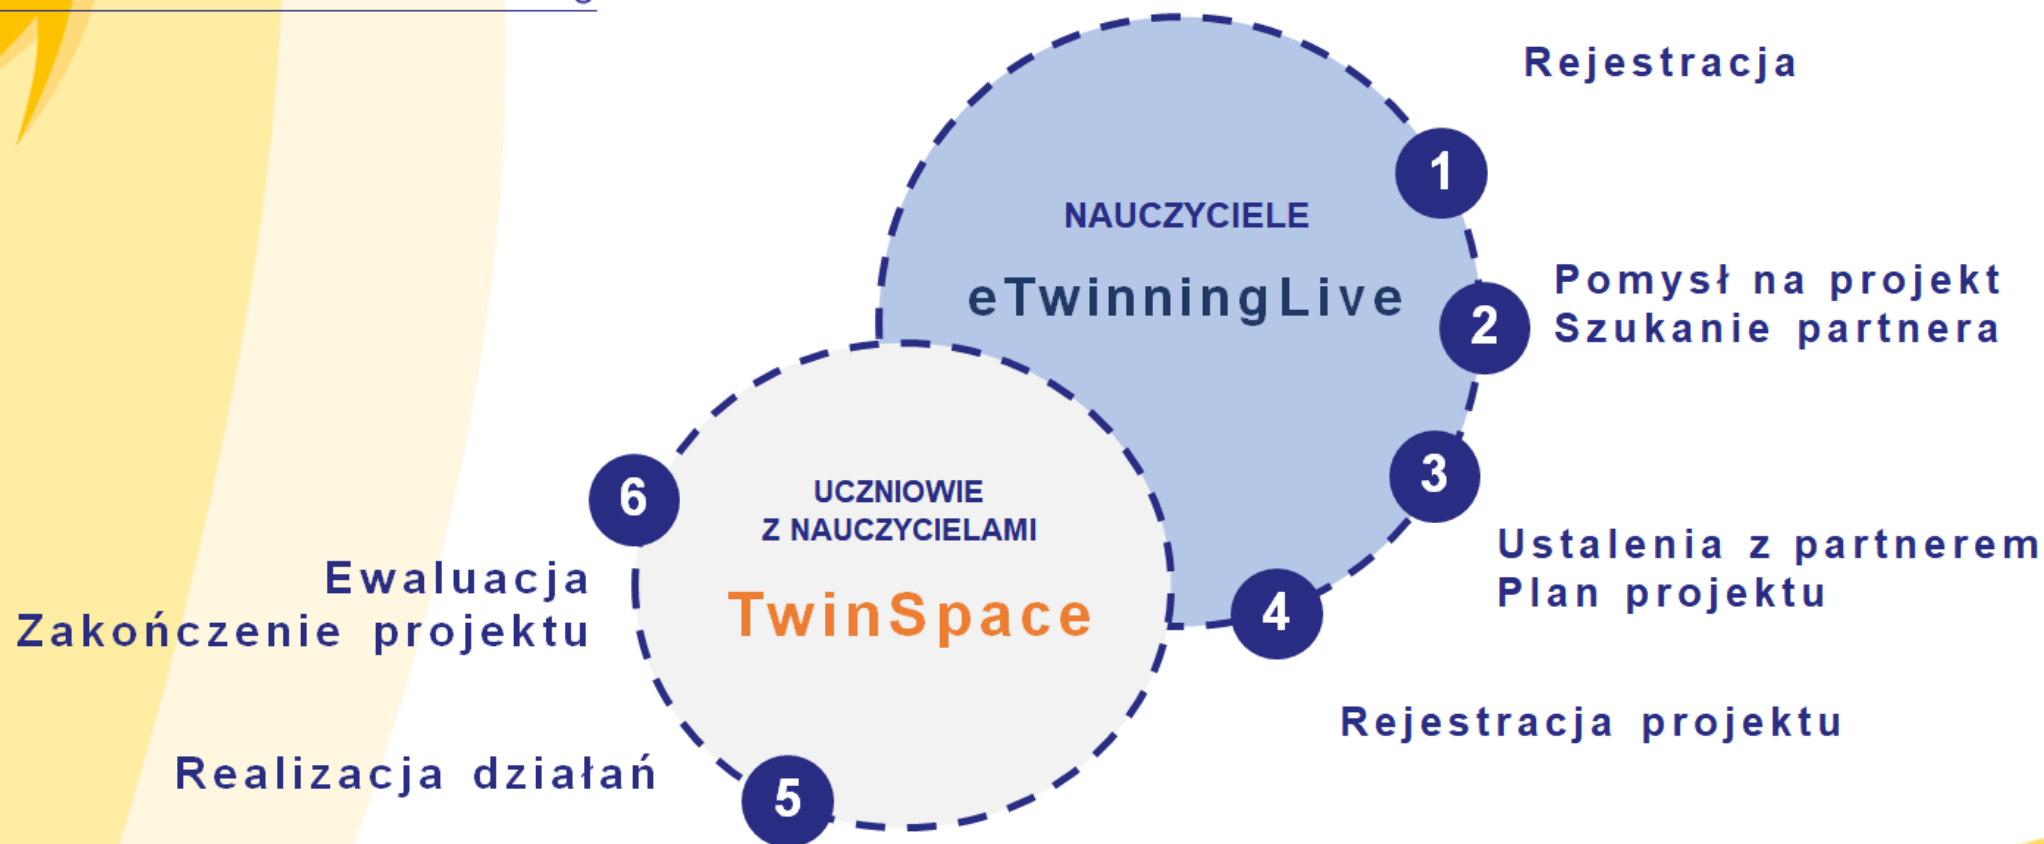 Rejestracja
1
NAUCZYCIELE
eTwinningLive
Pomysł na projekt
Szukanie partnera
2
3
UCZNIOWIE
Z NAUCZYCIELAMI
TwinSpace
6
Ustalenia z partnerem
Plan projektu
Ewaluacja
Zakończenie projektu
4
Rejestracja projektu
Realizacja działań
5